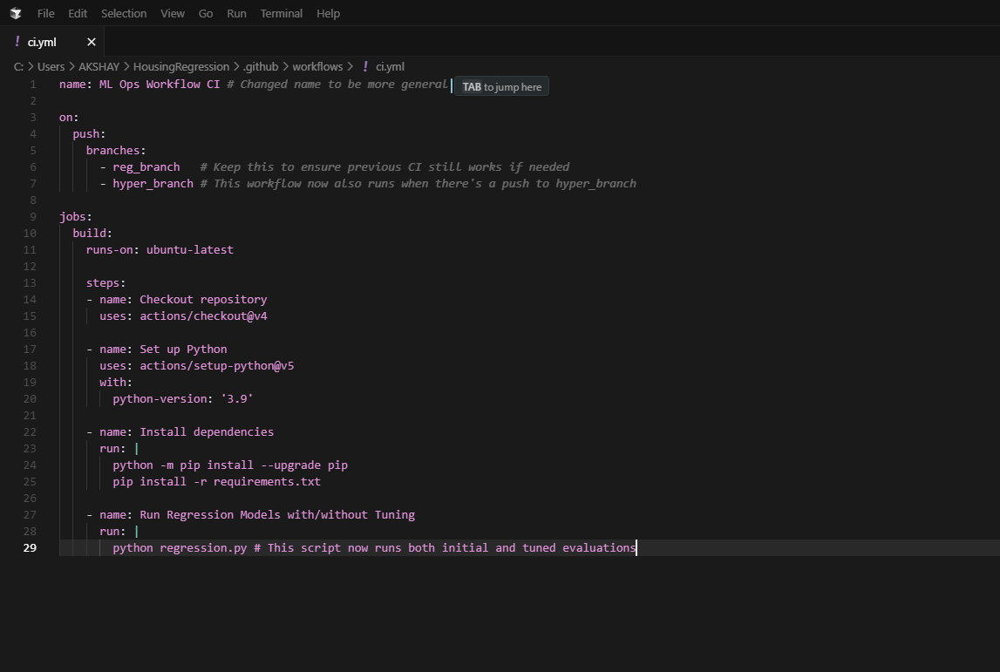 File Edit Selection View Go Run Terminal Help
! ci.yml ×
C: > Users > AKSHAY > HousingRegression > .github > workflows > ! ci.yml
1 name: ML Ops Workflow CI # Changed name to be more general TAB to jump here
2
3 on:
4 push:
5 branches:
6 - reg_branch # Keep this to ensure previous CI still works if needed
7 - hyper_branch # This workflow now also runs when there's a push to hyper_branch
8
9 jobs:
10 build:
11 runs-on: ubuntu-latest
12
13 steps:
14 - name: Checkout repository
15 uses: actions/checkout@v4
16
17 - name: Set up Python
18 uses: actions/setup-python@v5
19 with:
20 python-version: '3.9'
21
22 - name: Install dependencies
23 run: |
24 python -m pip install --upgrade pip
25 pip install -r requirements.txt
26
27 - name: Run Regression Models with/without Tuning
28 run: |
29 python regression.py # This script now runs both initial and tuned evaluations